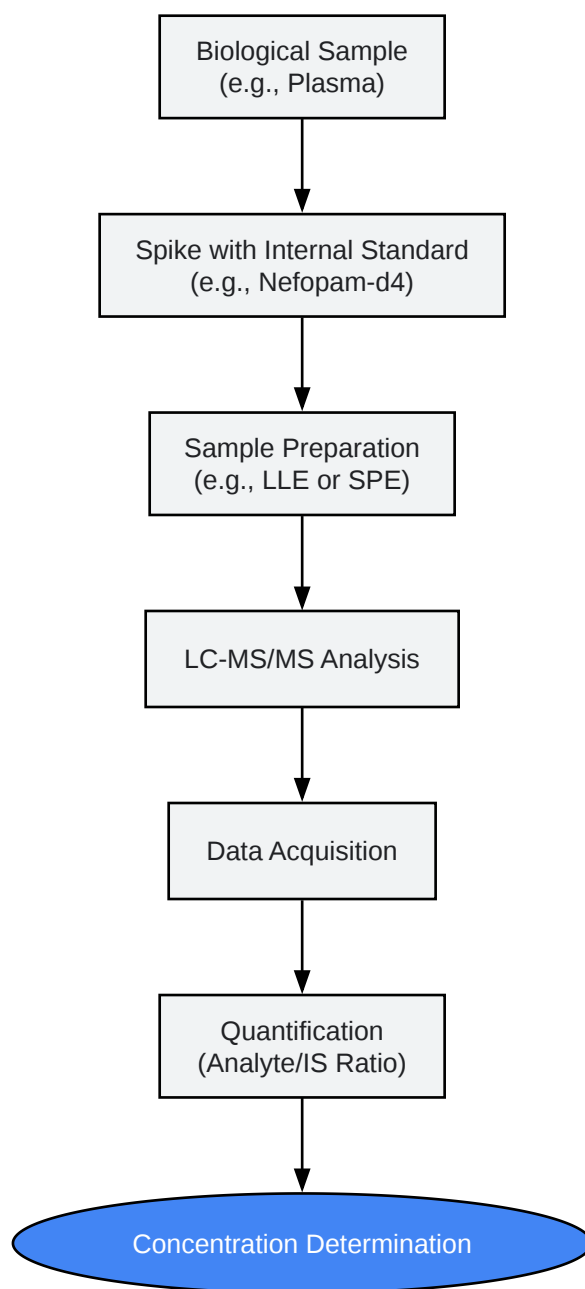 Biological Sample
(e.g., Plasma)
Spike with Internal Standard
(e.g., Nefopam-d4)
Sample Preparation
(e.g., LLE or SPE)
LC-MS/MS Analysis
Data Acquisition
Quantification
(Analyte/IS Ratio)
Concentration Determination